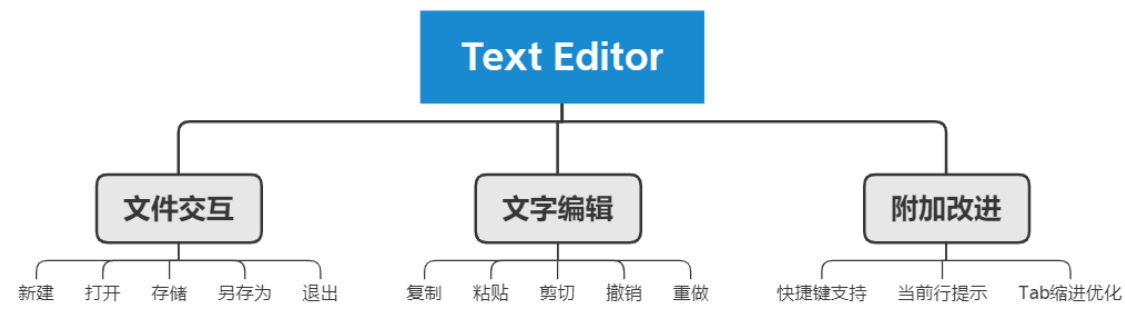 Text Editor
文件交互
文字编辑
附加改进
新建
打开
存储
另存为
退出
复制
粘贴
剪切
撤销
重做
快捷键支持
当前行提示
Tab缩进优化